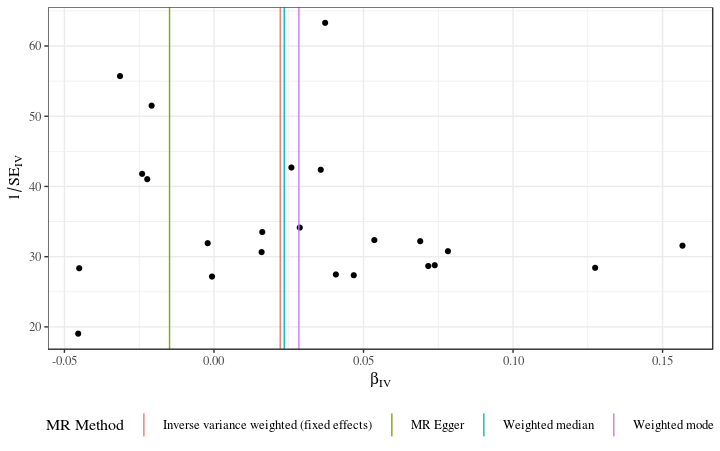 1/SE_IV
60
50
40
30
20
-0.05
0.00
0.05
0.10
0.15
β_IV
MR Method
Inverse variance weighted (fixed effects)
MR Egger
Weighted median
Weighted mode